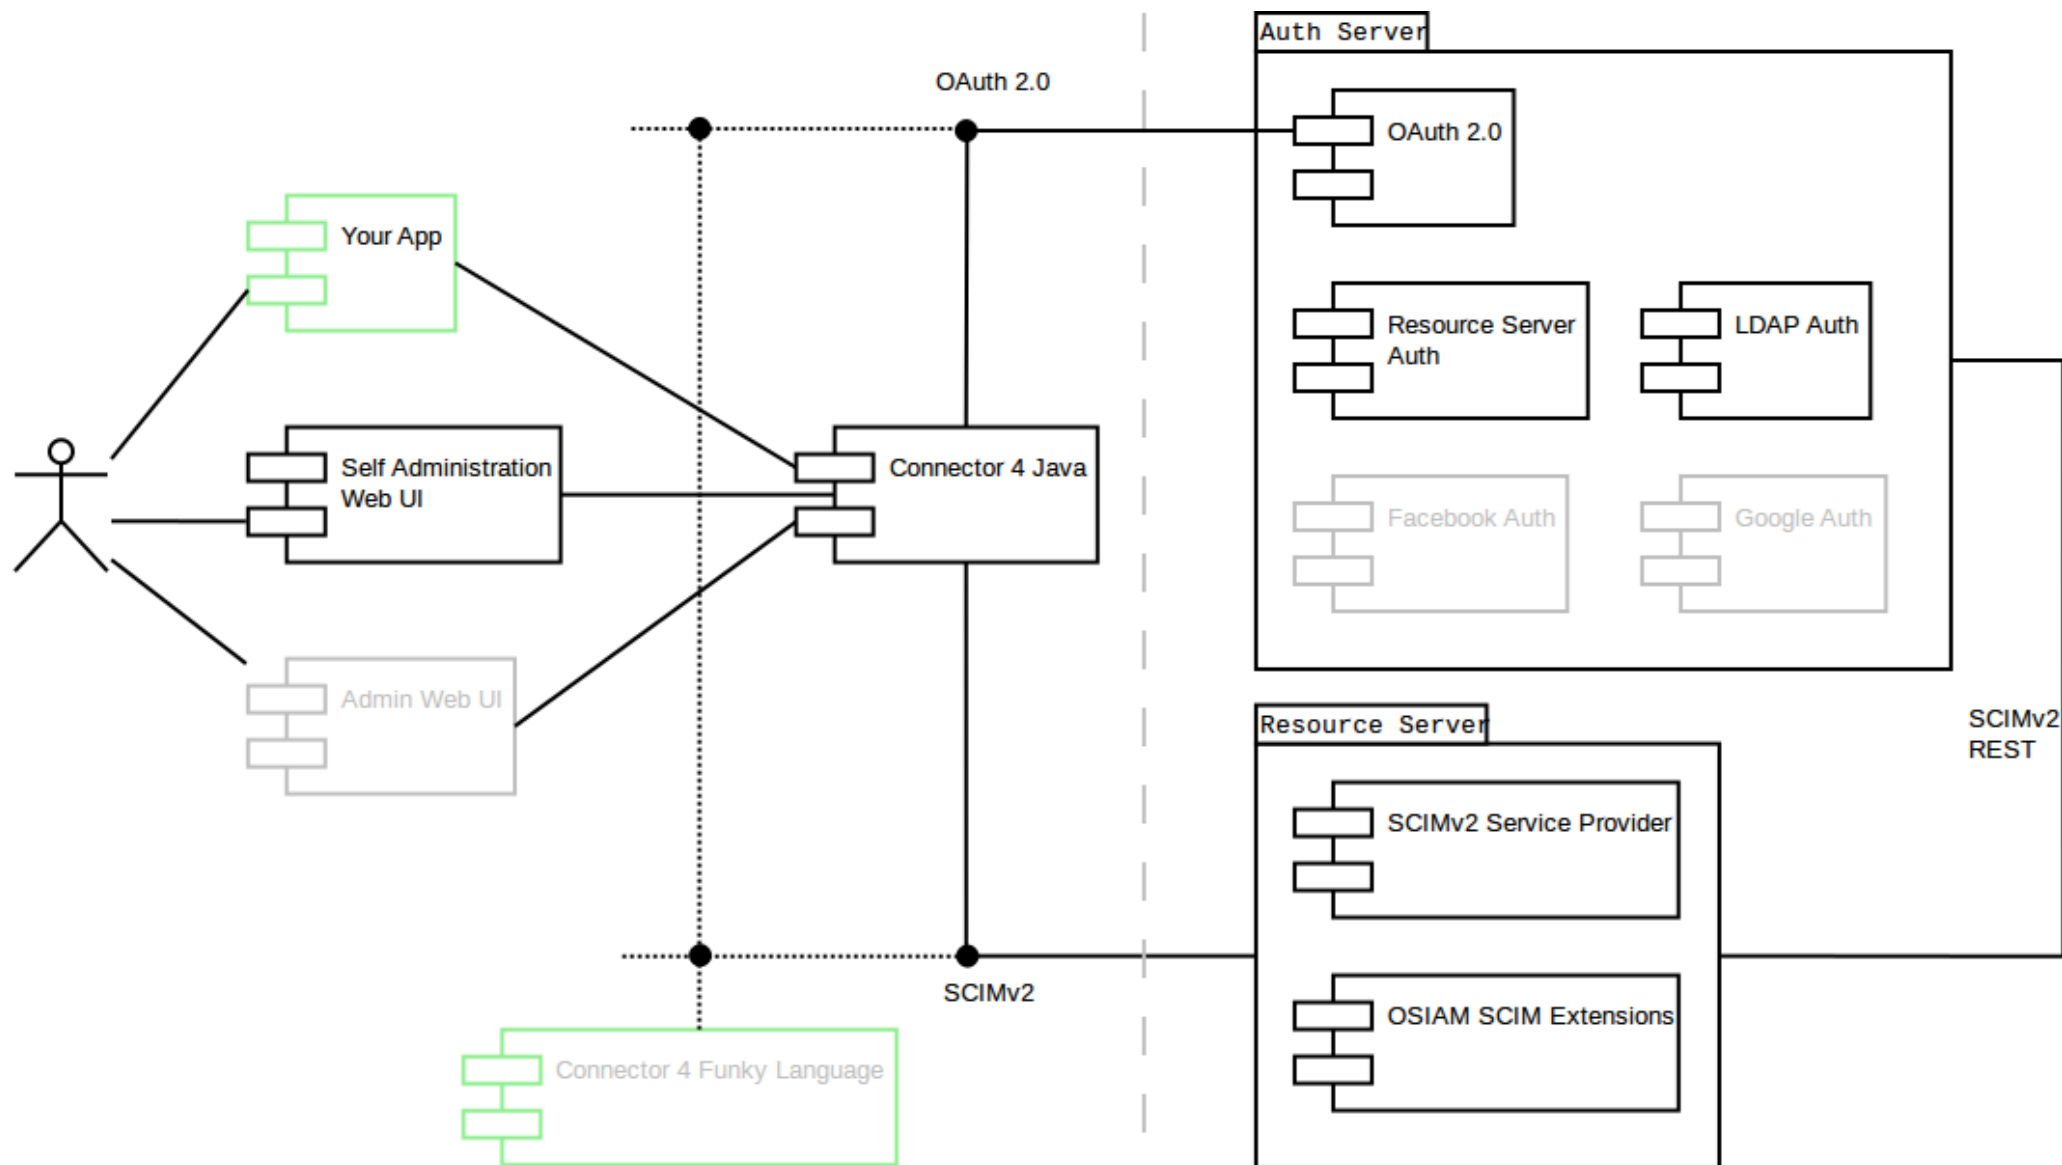 Auth Server
OAuth 2.0
OAuth 2.0
Your App
Resource Server
Auth
LDAP Auth
Self Administration
Web UI
Connector 4 Java
Facebook Auth
Google Auth
Admin Web UI
Resource Server
SCIMv2
REST
SCIMv2 Service Provider
SCIMv2
OSIAM SCIM Extensions
Connector 4 Funky Language